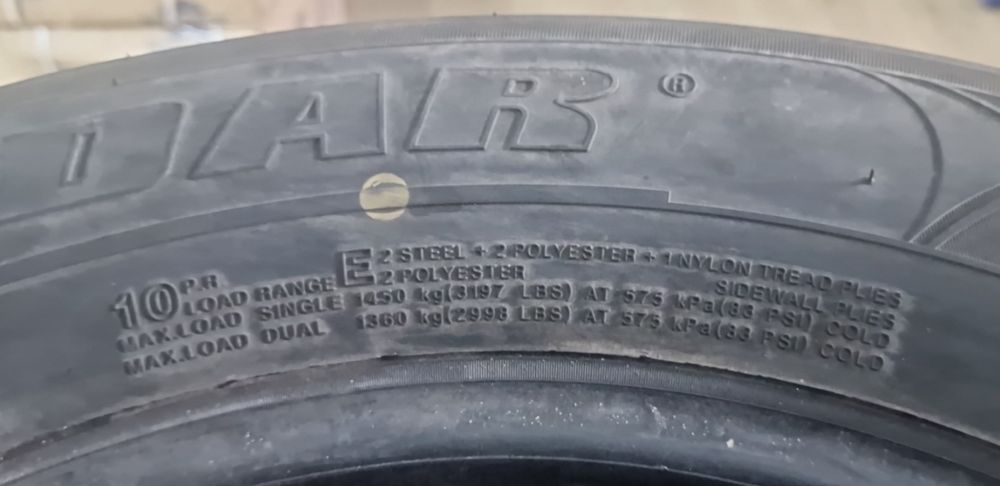 DAR®
10 P.R LOAD RANGE E 2 STEEL + 2 POLYESTER + 1 NYLON TREAD PLIES
2 POLYESTER SIDEWALL PLIES
MAX.LOAD SINGLE 1450 kg(3197 LBS) AT 575 kPa(83 PSI) COLD
MAX.LOAD DUAL 1360 kg(2998 LBS) AT 575 kPa(83 PSI) COLD